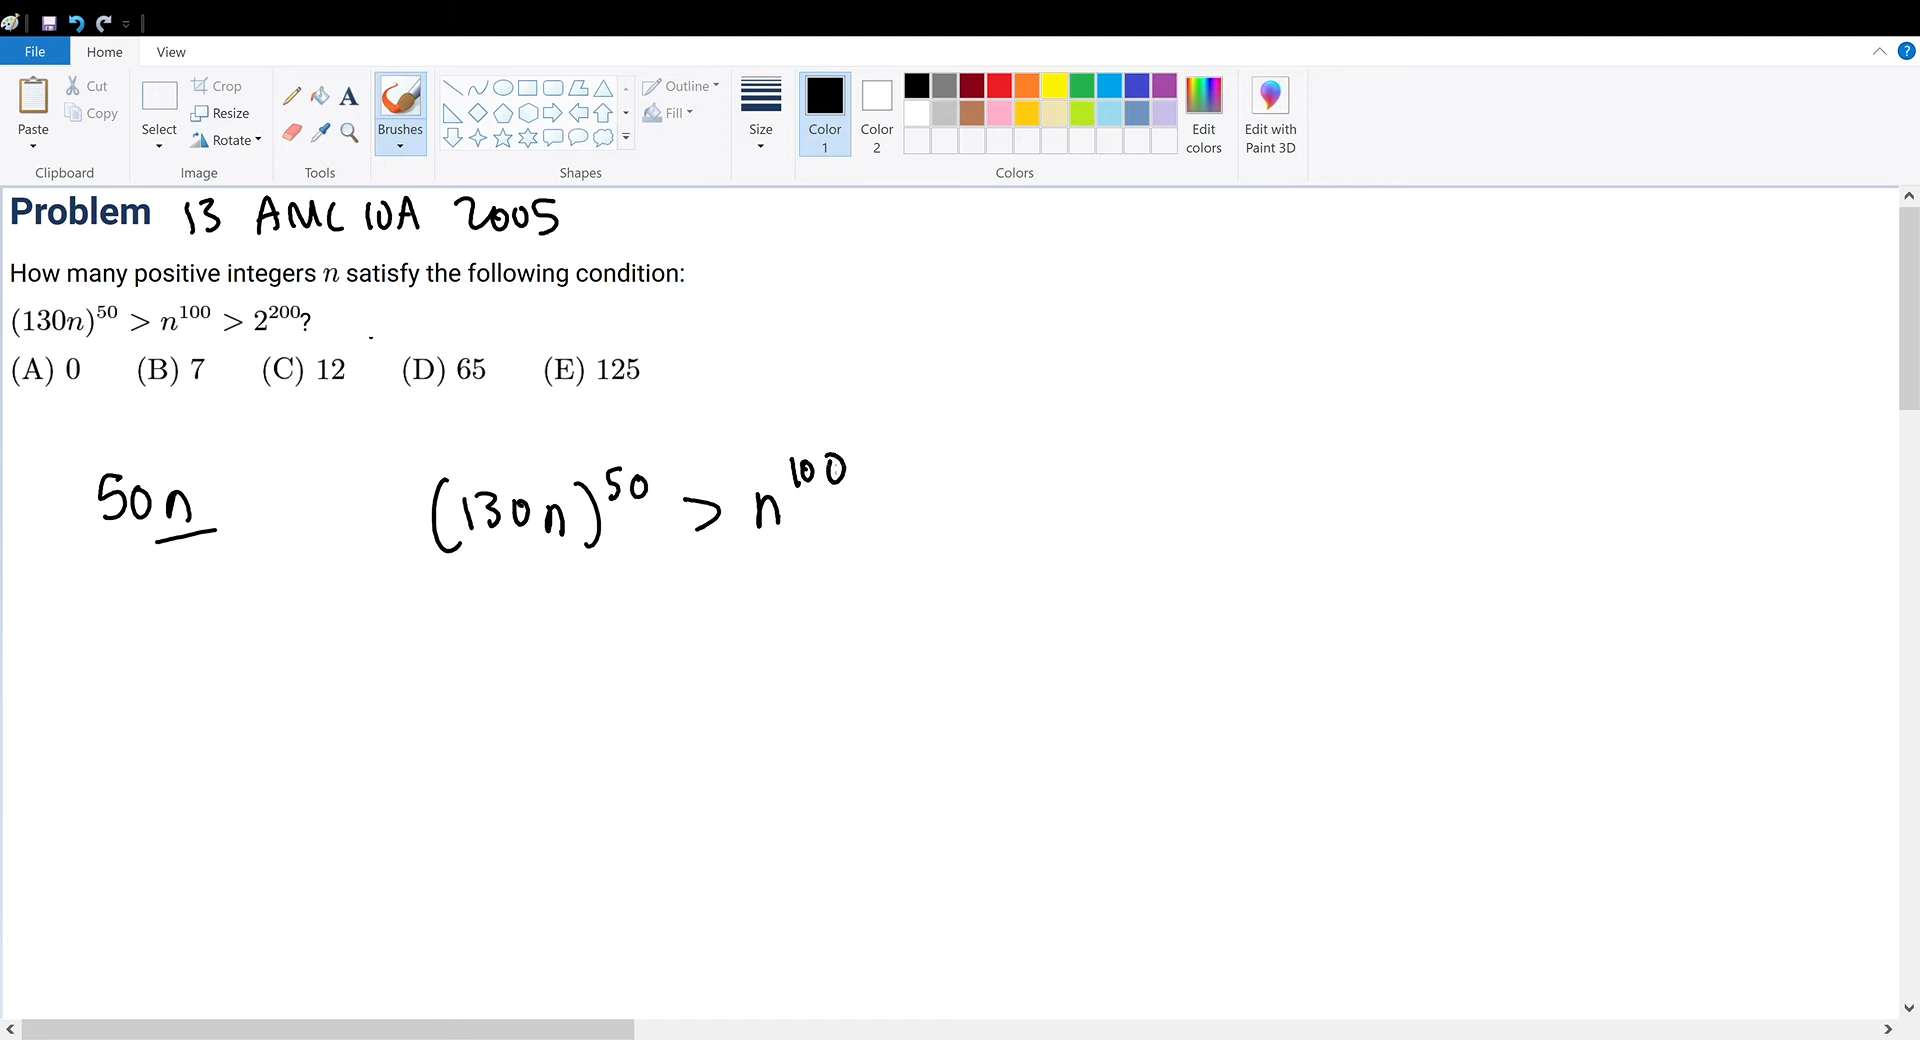 File Home View
Paste Cut Copy Select Crop Resize Rotate Brushes Outline Fill Size Color 1 Color 2 Edit colors Edit with Paint 3D
Clipboard Image Tools Shapes Colors
Problem 13 AMC 10A 2005
How many positive integers n satisfy the following condition:
(130n)^50 > n^100 > 2^200?
(A) 0 (B) 7 (C) 12 (D) 65 (E) 125
50n (130n)^50 > n^100